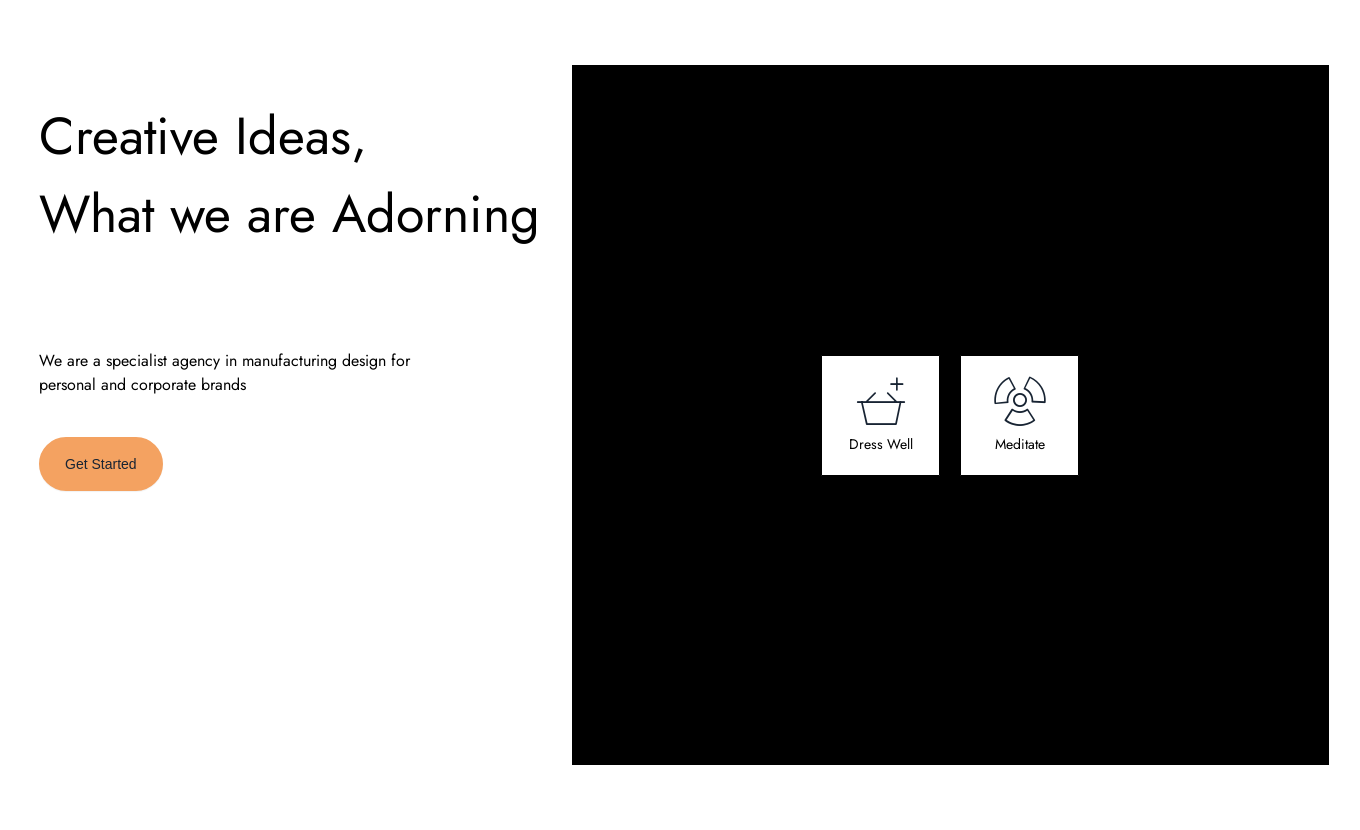 Creative Ideas,
What we are Adorning
We are a specialist agency in manufacturing design for
personal and corporate brands
Get Started
Dress Well
Meditate